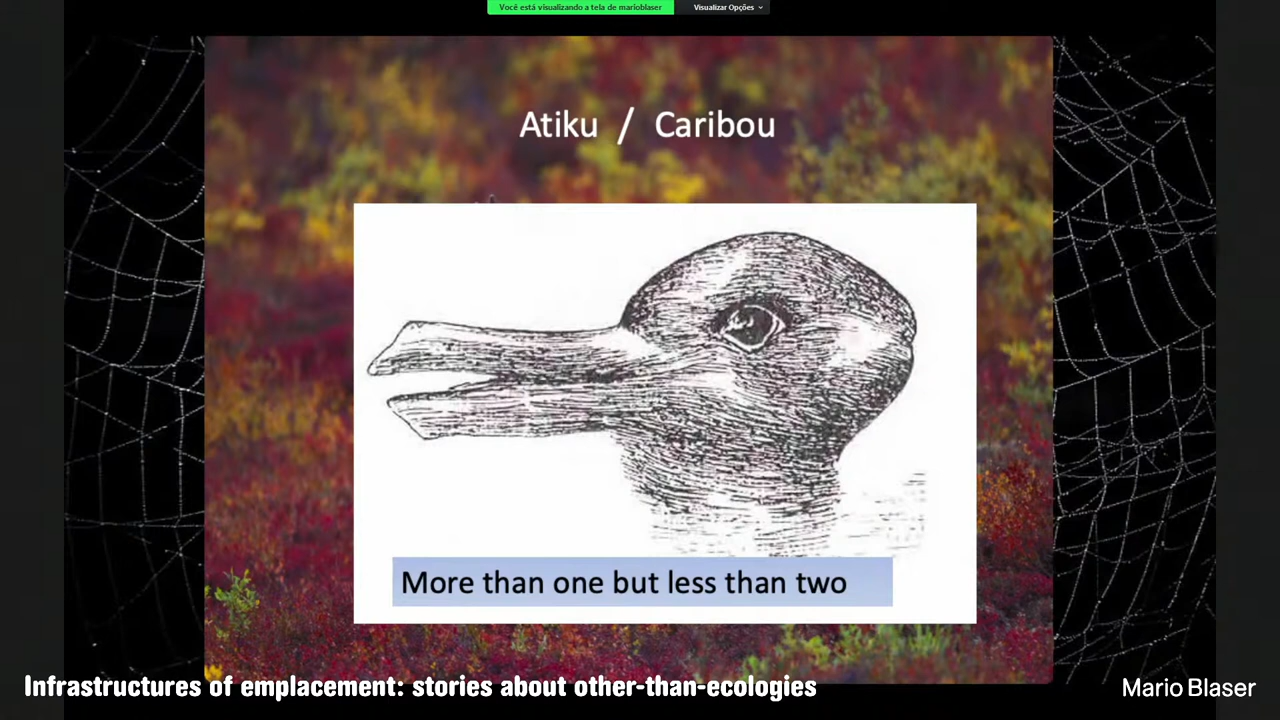 Você está visualizando a tela de marioblaser Visualizar Opções
Atiku / Caribou
More than one but less than two
Infrastructures of emplacement: stories about other-than-ecologies
Mario Blaser